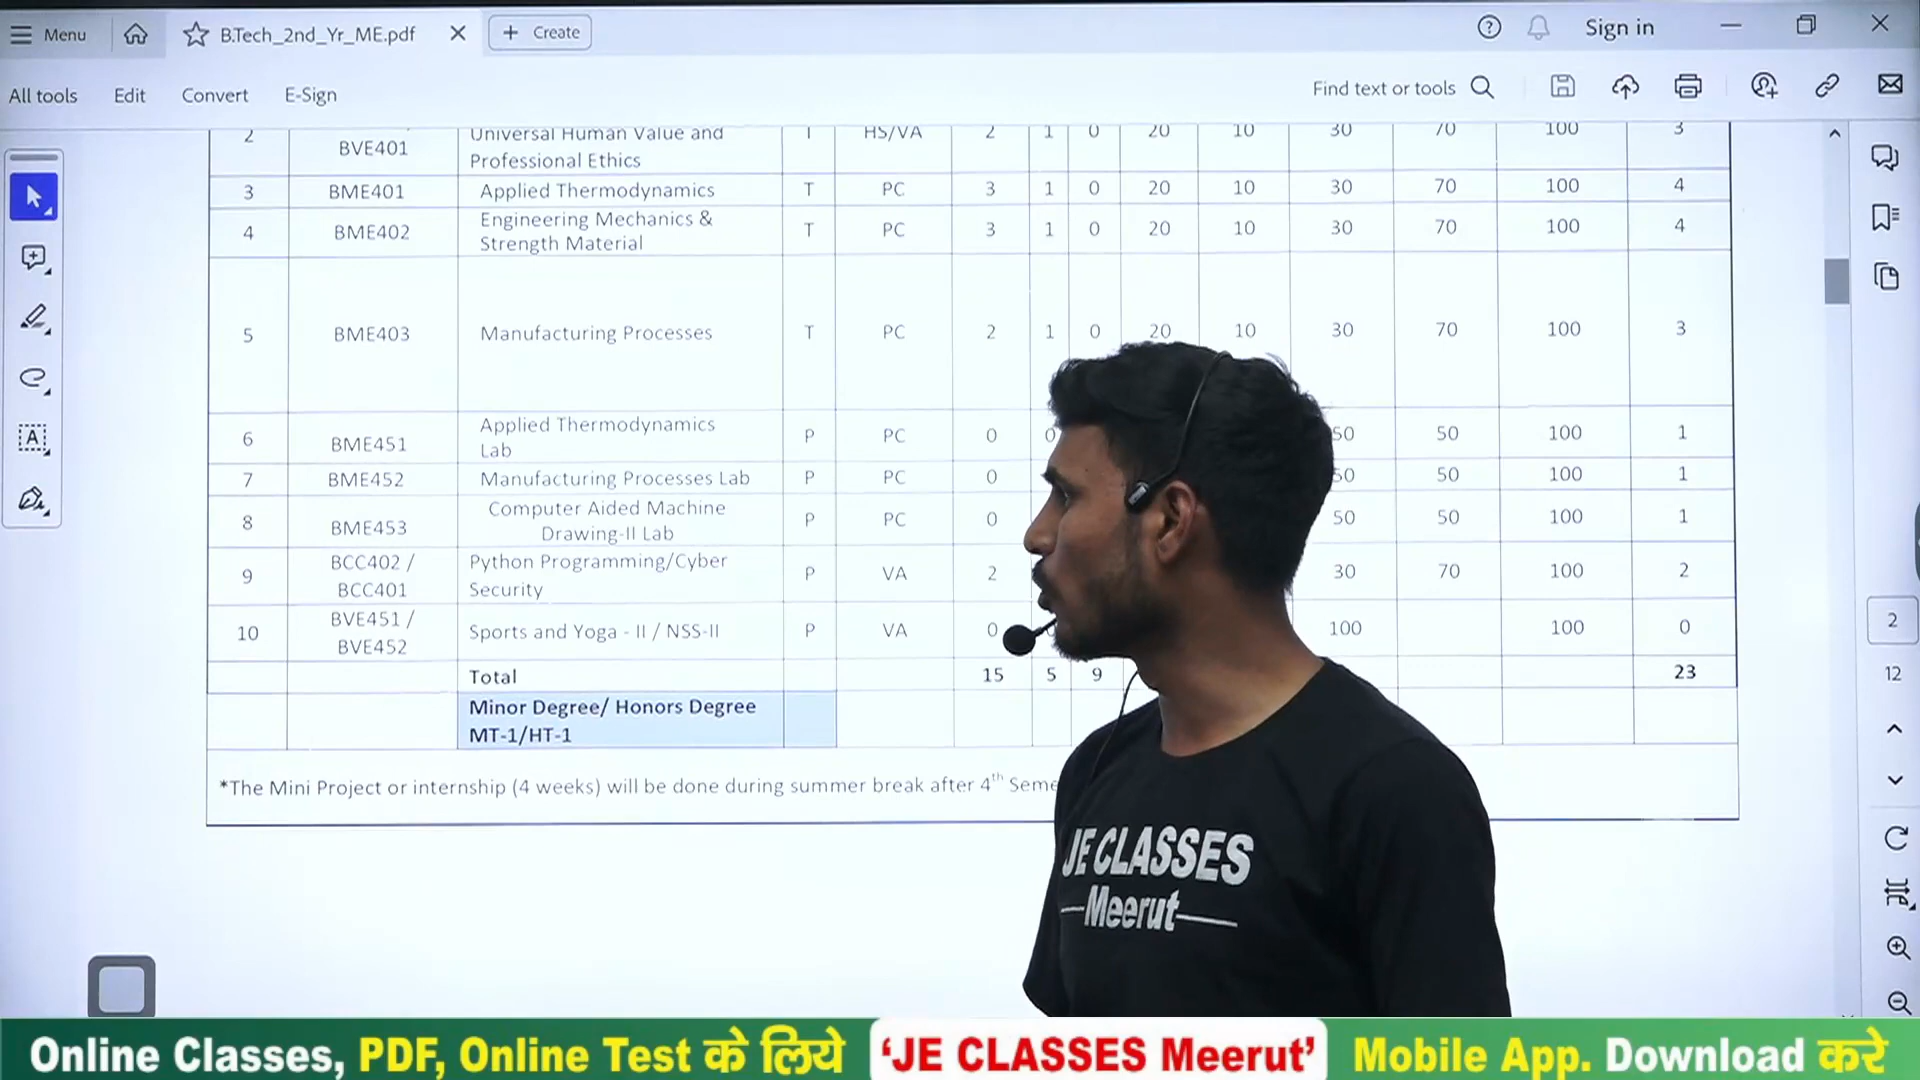 Menu B.Tech_2nd_Yr_ME.pdf + Create Sign in
All tools Edit Convert E-Sign Find text or tools
2 BVE401 Universal Human Value and Professional Ethics T HS/VA 2 1 0 20 10 30 70 100 3
3 BME401 Applied Thermodynamics T PC 3 1 0 20 10 30 70 100 4
4 BME402 Engineering Mechanics & Strength Material T PC 3 1 0 20 10 30 70 100 4
5 BME403 Manufacturing Processes T PC 2 1 0 20 10 30 70 100 3
6 BME451 Applied Thermodynamics Lab P PC 0 0 50 50 100 1
7 BME452 Manufacturing Processes Lab P PC 0 50 50 100 1
8 BME453 Computer Aided Machine Drawing-II Lab P PC 0 50 50 100 1
9 BCC402 / BCC401 Python Programming/Cyber Security P VA 2 30 70 100 2
10 BVE451 / BVE452 Sports and Yoga - II / NSS-II P VA 0 100 100 0
Total 15 5 9 23
Minor Degree/ Honors Degree MT-1/HT-1
*The Mini Project or internship (4 weeks) will be done during summer break after 4th
2
12
JE CLASSES
Meerut
Online Classes, PDF, Online Test के लिये 'JE CLASSES Meerut' Mobile App. Download करे